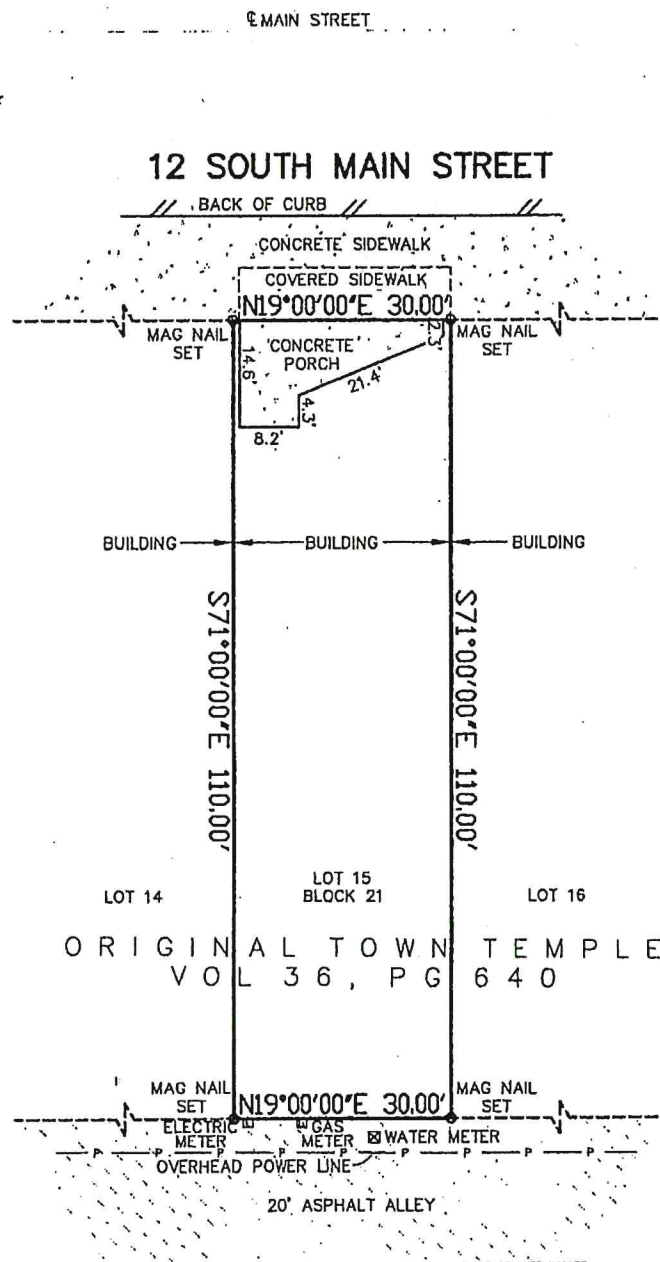 ℄ MAIN STREET
12 SOUTH MAIN STREET
BACK OF CURB
CONCRETE SIDEWALK
COVERED SIDEWALK
N19°00'00"E 30.00'
MAG NAIL
SET
MAG NAIL
SET
CONCRETE
PORCH
2.3'
14.6'
21.4'
4.3'
8.2'
BUILDING
BUILDING
BUILDING
S71°00'00"E 110.00'
S71°00'00"E 110.00'
LOT 14
LOT 15
BLOCK 21
LOT 16
ORIGINAL TOWN TEMPLE
VOL 36, PG 640
MAG NAIL
SET
N19°00'00"E 30.00'
MAG NAIL
SET
ELECTRIC
METER
E
E
GAS
METER
WATER METER
P P P P P P P P P
OVERHEAD POWER LINE
20' ASPHALT ALLEY